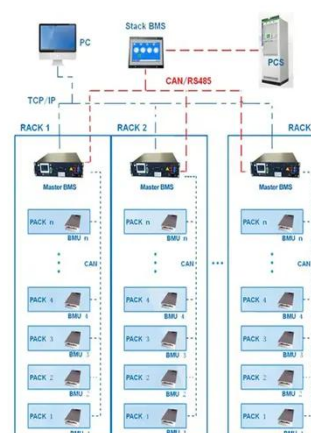 PC
Stack BMS
PCS
CAN/RS485
TCP/IP
RACK 1
RACK 2
RACK
Master BMS
Master BMS
Master BMS
PACK n
BMU n
PACK n
BMU n
PACK n
BMU n
CAN
CAN
CAN
PACK 4
BMU 4
PACK 4
BMU 4
PACK 4
BMU 4
PACK 3
BMU 3
PACK 3
BMU 3
PACK 3
BMU 3
PACK 2
BMU 2
PACK 2
BMU 2
PACK 2
BMU 2
PACK 1
PACK 1
PACK 1